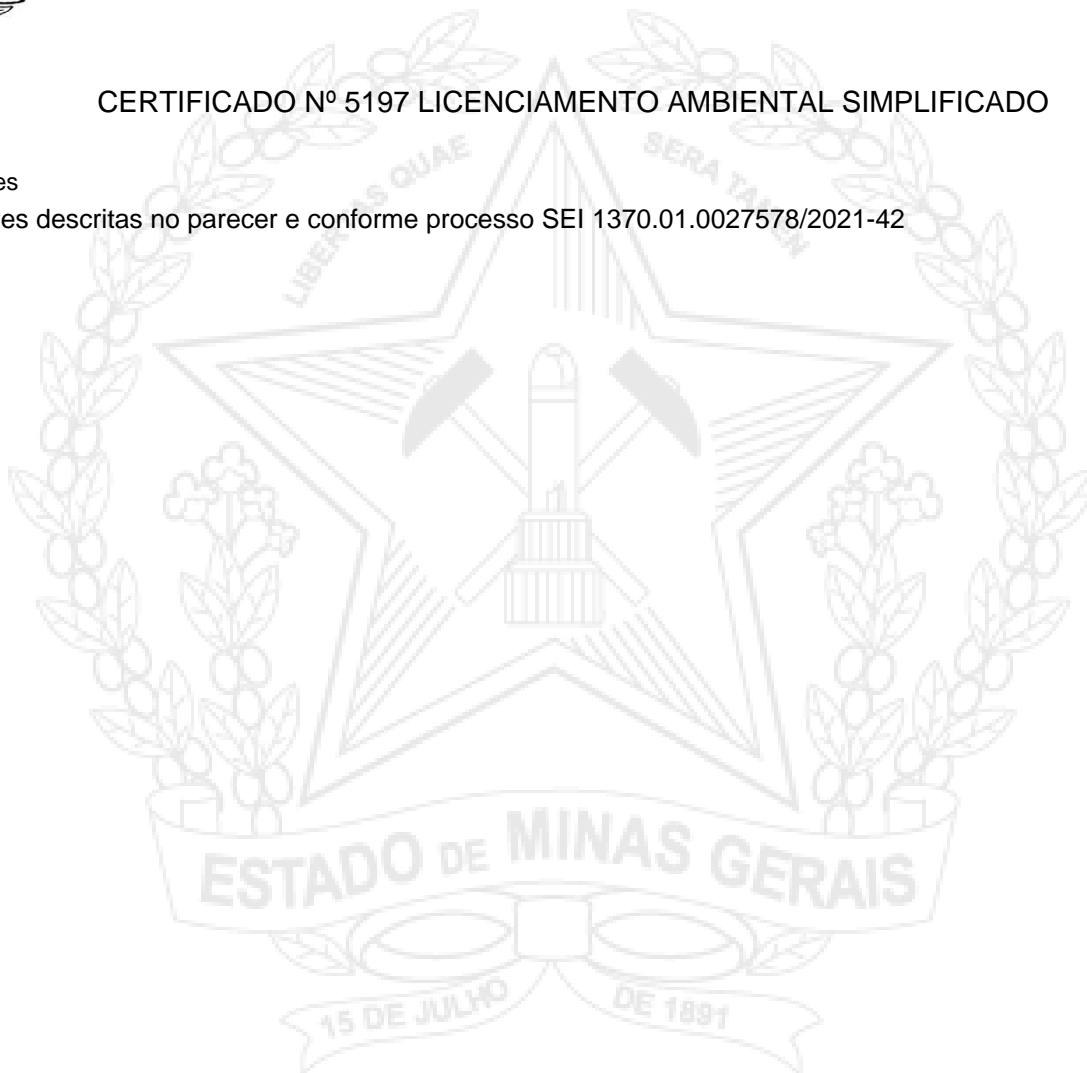 CERTIFICADO Nº 5197 LICENCIAMENTO AMBIENTAL SIMPLIFICADO
es
es descritas no parecer e conforme processo SEI 1370.01.0027578/2021-42
LIBERTAS QUAE SERA TAMEN
ESTADO DE MINAS GERAIS
15 DE JULHO DE 1891